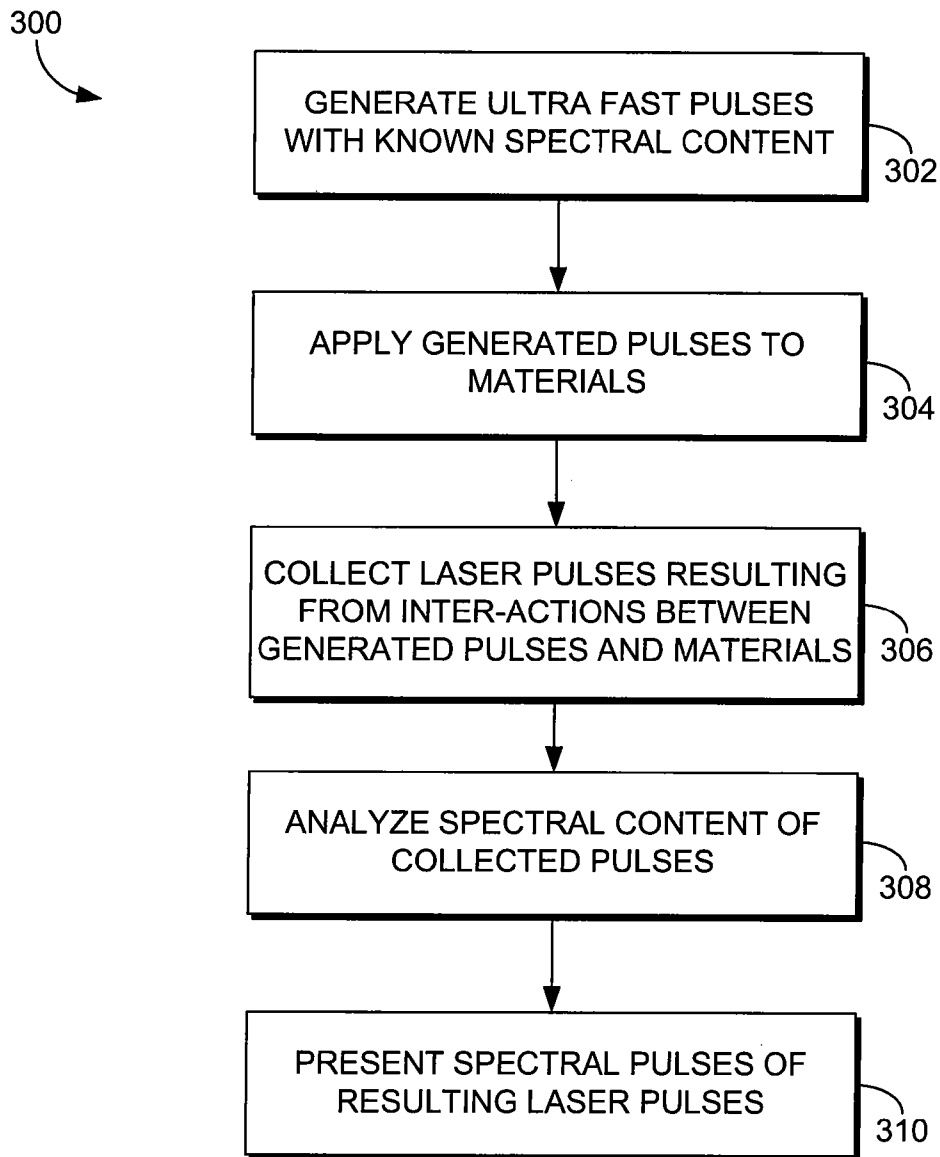 300
GENERATE ULTRA FAST PULSES
WITH KNOWN SPECTRAL CONTENT
302
APPLY GENERATED PULSES TO
MATERIALS
304
COLLECT LASER PULSES RESULTING
FROM INTER-ACTIONS BETWEEN
GENERATED PULSES AND MATERIALS
306
ANALYZE SPECTRAL CONTENT OF
COLLECTED PULSES
308
PRESENT SPECTRAL PULSES OF
RESULTING LASER PULSES
310